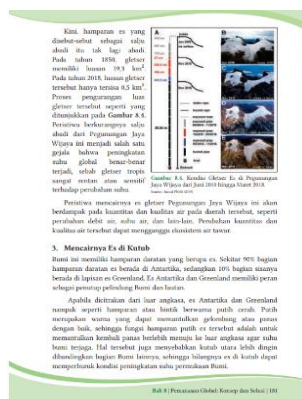 Kini, hamparan es yang
disebut-sebut sebagai salju
abadi itu tak lagi abadi.
Pada tahun 1850, gletser
memiliki luasan 19,3 km².
Pada tahun 2018, luasan gletser
tersebut hanya tersisa 0,5 km².
Proses pengurangan luas
gletser tersebut seperti yang
ditunjukkan pada Gambar 8.4.
Peristiwa berkurangnya salju
abadi dari Pegunungan Jaya
Wijaya ini menjadi salah satu
gejala bahwa peningkatan
suhu global benar-benar
terjadi, sebab gletser tropis
sangat rentan atau sensitif
terhadap perubahan suhu.
A
B
Gambar 8.4. Kondisi Gletser Es di Pegunungan
Jaya Wijaya dari Juni 2010 hingga Maret 2018.
Peristiwa mencairnya es gletser Pegunungan Jaya Wijaya ini akan
berdampak pada kuantitas dan kualitas air pada daerah tersebut, seperti
perubahan debit air, suhu air, dan lain-lain. Perubahan kuantitas dan
kualitas air tersebut dapat mengganggu ekosistem air tawar.
3. Mencairnya Es di Kutub
Bumi ini memiliki hamparan daratan yang berupa es. Sekitar 90% bagian
hamparan daratan es berada di Antartika, sedangkan 10% bagian sisanya
berada di lapisan es Greenland. Es Antartika dan Greenland memiliki peran
sebagai penutup pelindung Bumi dan lautan.
Apabila dicitrakan dari luar angkasa, es Antartika dan Greenland
nampak seperti hamparan atau bintik berwarna putih cerah. Putih
merupakan warna yang dapat memantulkan gelombang atau panas
dengan baik, sehingga fungsi hamparan putih es tersebut adalah untuk
memantulkan kembali panas berlebih menuju ke luar angkasa agar suhu
bumi terjaga. Hal tersebut juga menyebabkan kutub utara lebih dingin
dibandingkan bagian Bumi lainnya, sehingga hilangnya es di kutub dapat
memperburuk kondisi peningkatan suhu permukaan Bumi.
Bab 8 | Pemanasan Global: Konsep dan Solusi | 191